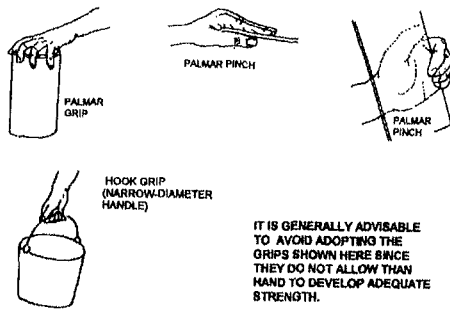 PALMAR
GRIP
PALMAR PINCH
PALMAR
PINCH
HOOK GRIP
(NARROW-DIAMETER
HANDLE)
IT IS GENERALLY ADVISABLE
TO AVOID ADOPTING THE
GRIPS SHOWN HERE SINCE
THEY DO NOT ALLOW THAN
HAND TO DEVELOP ADEQUATE
STRENGTH.